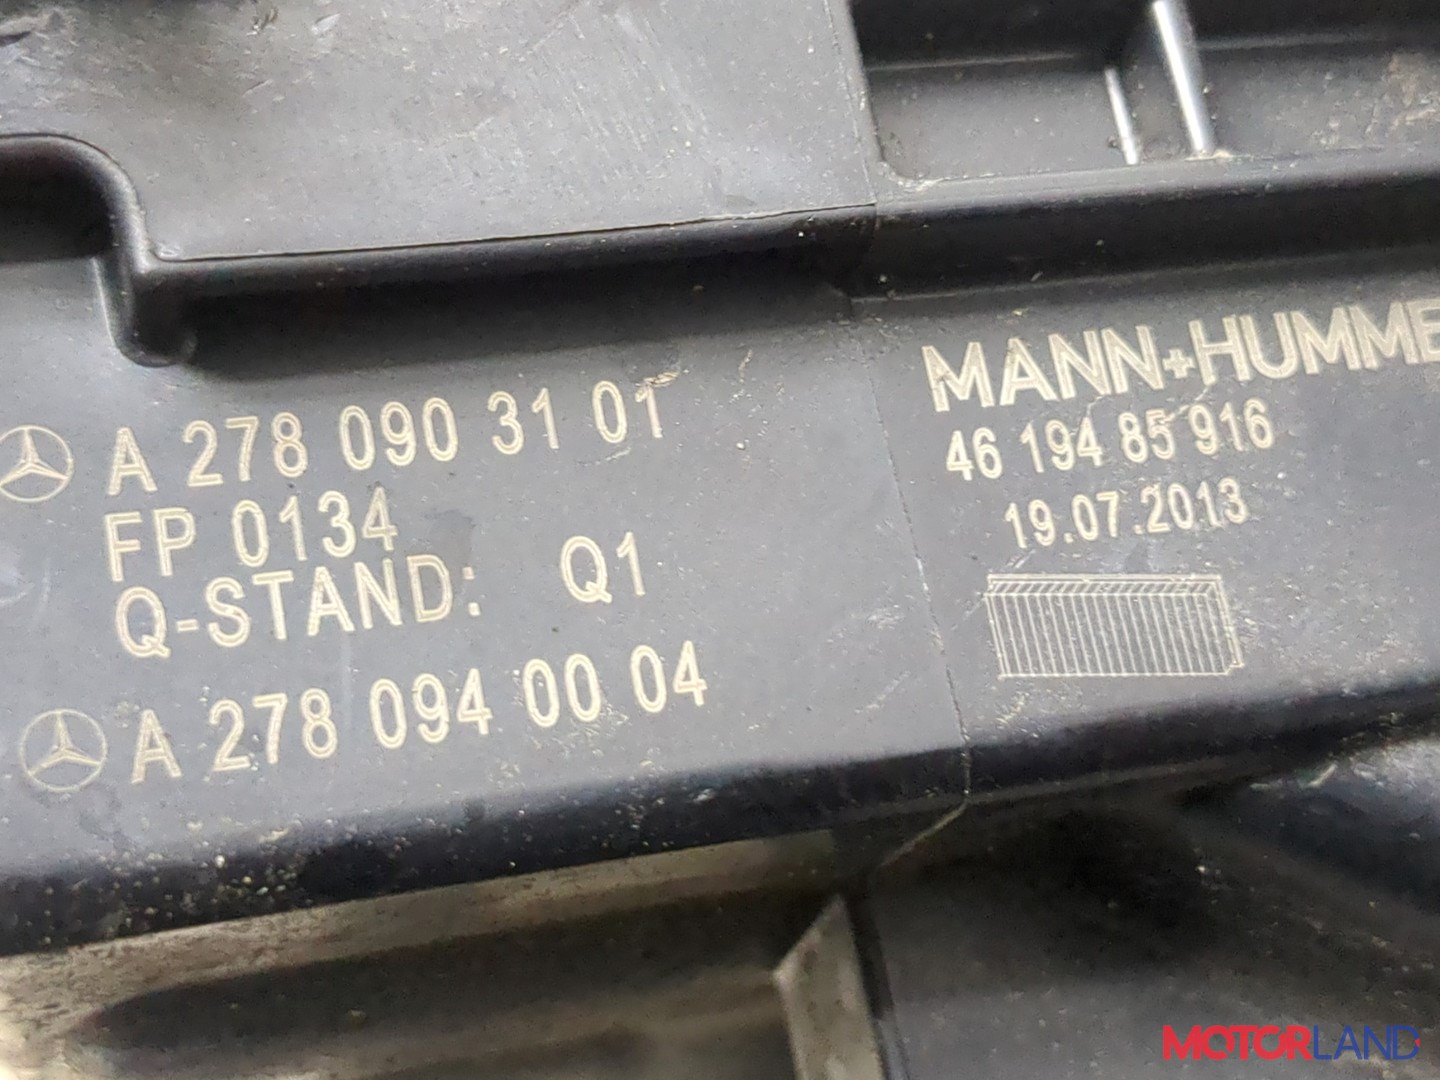 A 278 090 31 01
FP 0134
Q-STAND: Q1
A 278 094 00 04
MANN+HUMME
46 194 85 916
19.07.2013
MOTORLAND